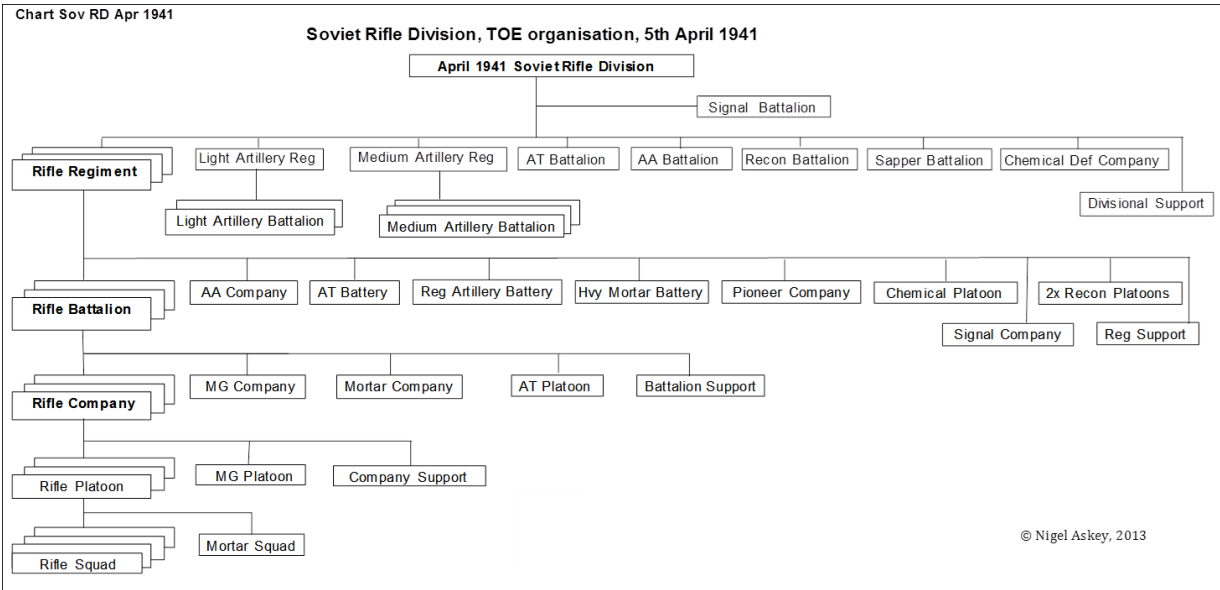 Chart Sov RD Apr 1941
Soviet Rifle Division, TOE organisation, 5th April 1941
April 1941 Soviet Rifle Division
Signal Battalion
Rifle Regiment
Light Artillery Reg
Medium Artillery Reg
AT Battalion
AA Battalion
Recon Battalion
Sapper Battalion
Chemical Def Company
Divisional Support
Light Artillery Battalion
Medium Artillery Battalion
Rifle Battalion
AA Company
AT Battery
Reg Artillery Battery
Hvy Mortar Battery
Pioneer Company
Chemical Platoon
2x Recon Platoons
Signal Company
Reg Support
Rifle Company
MG Company
Mortar Company
AT Platoon
Battalion Support
Rifle Platoon
MG Platoon
Company Support
Rifle Squad
Mortar Squad
© Nigel Askey, 2013